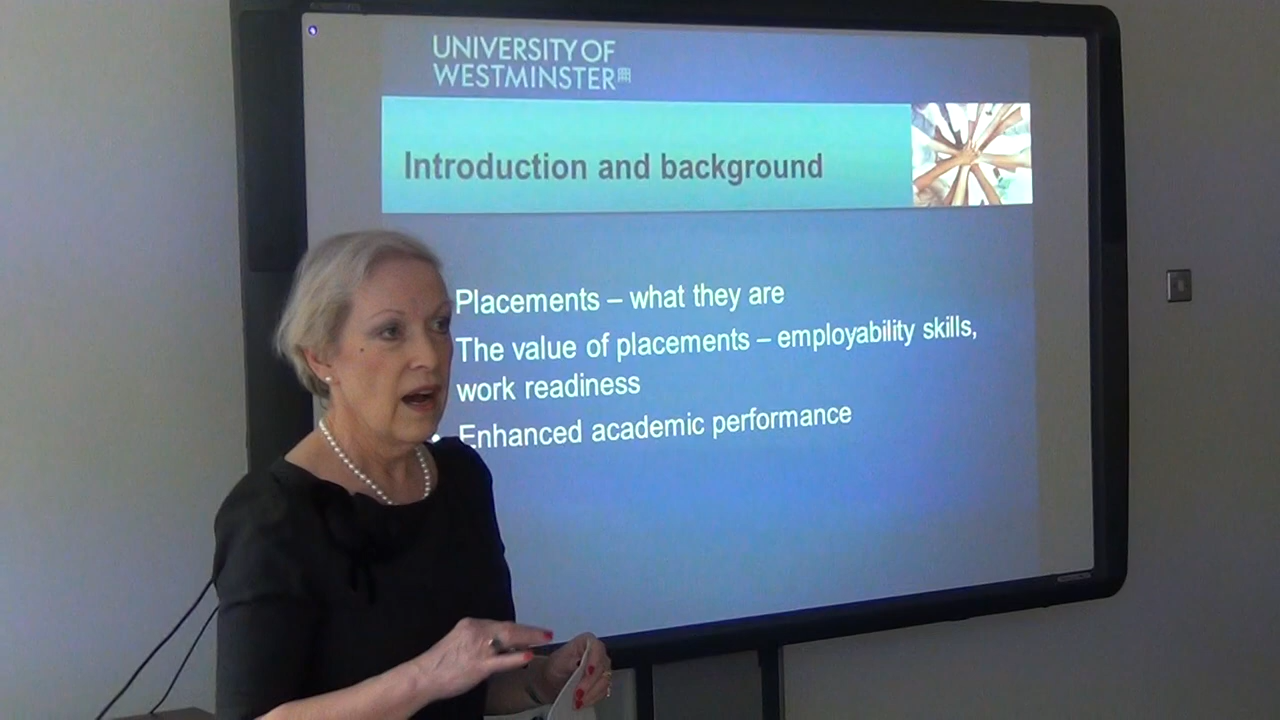 UNIVERSITY OF
WESTMINSTER
Introduction and background
Placements – what they are
The value of placements – employability skills,
work readiness
• Enhanced academic performance